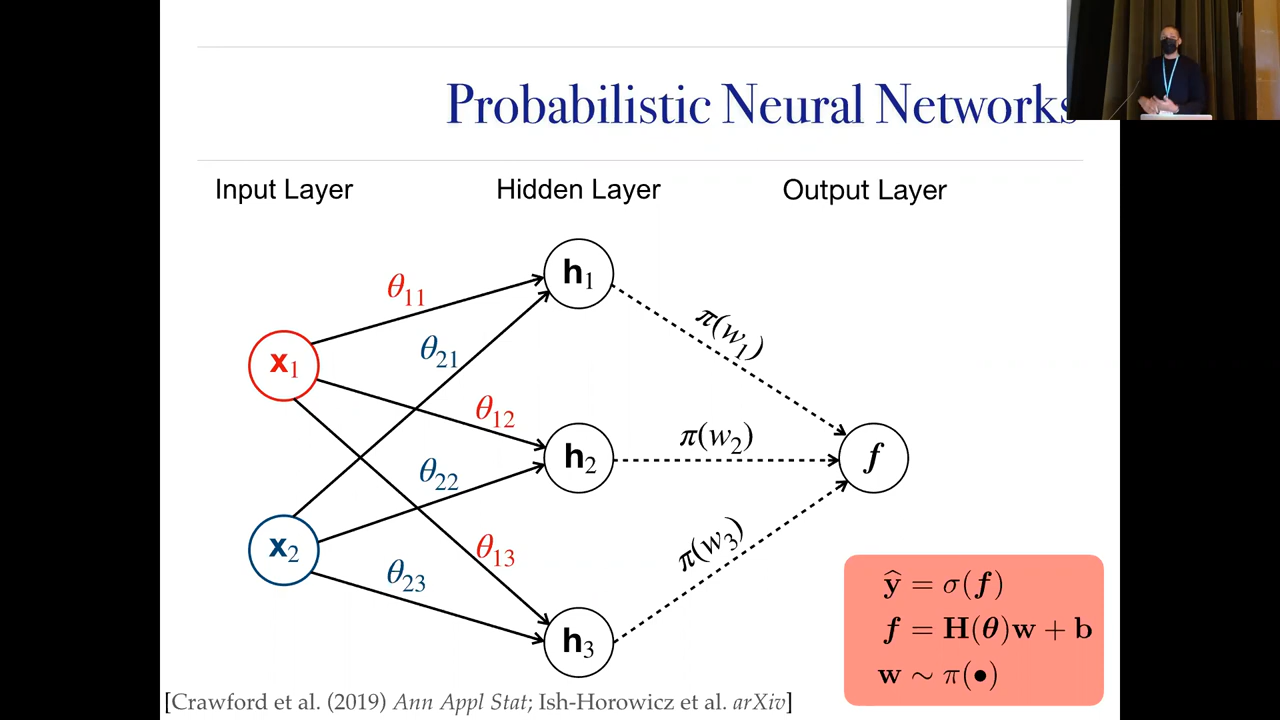 Probabilistic Neural Networks
Input Layer
Hidden Layer
Output Layer
x₁
x₂
θ₁₁
θ₂₁
θ₁₂
θ₂₂
θ₁₃
θ₂₃
h₁
h₂
h₃
π(w₁)
π(w₂)
π(w₃)
f
ŷ = σ(f)
f = H(θ)w + b
w ~ π(•)
[Crawford et al. (2019) Ann Appl Stat; Ish-Horowicz et al. arXiv]